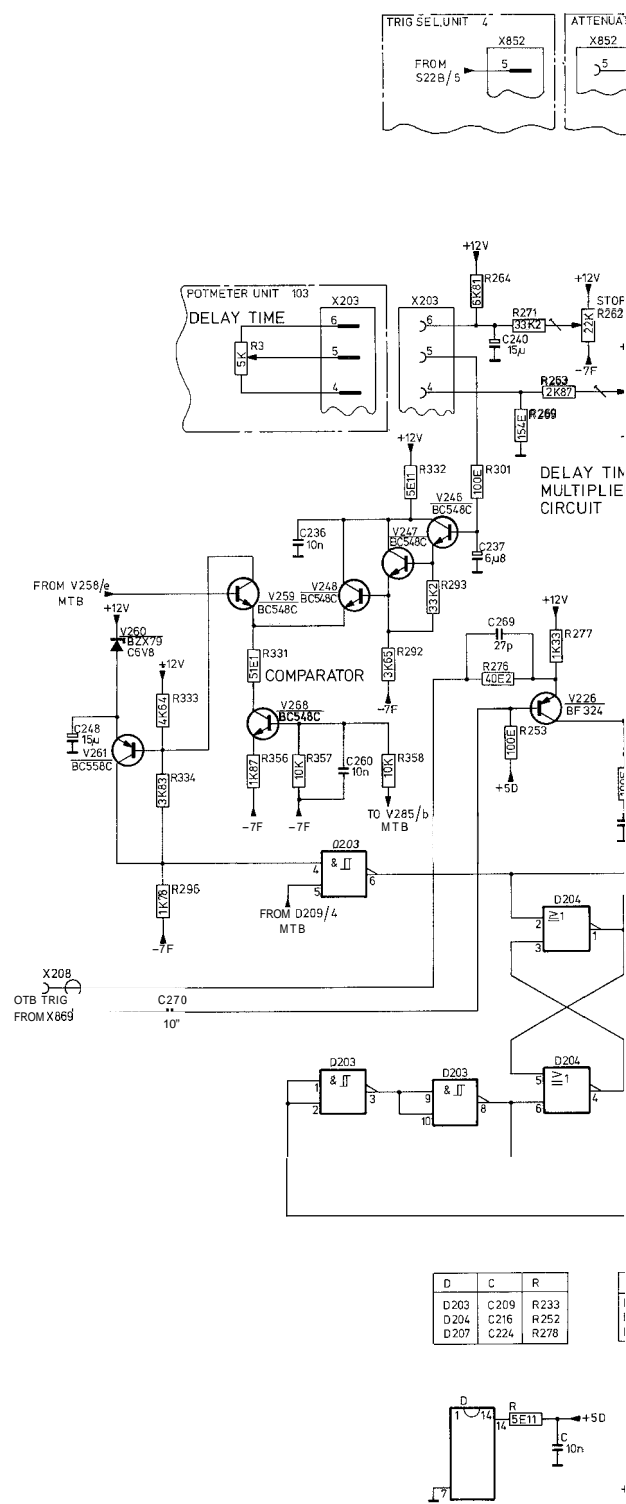 TRIG SEL.UNIT 4
ATTENUA
X852
X852
FROM
S22B/5
5
5
+12V
R264
6K81
POTMETER UNIT 103
DELAY TIME
X203
X203
R3
5K
6
5
4
6
5
4
R271
33K2
C240
15µ
+12V
STOP
R262
22K
-7F
R263
2K87
R269
154E
+12V
R332
5E11
R301
100E
DELAY TIM
MULTIPLIE
CIRCUIT
V246
BC548C
C236
10n
V247
BC548C
C237
6µ8
FROM V258/e
MTB
V259
BC548C
V248
BC548C
R293
33K2
+12V
V260
BZX79
C6V8
+12V
R331
51E1
COMPARATOR
R292
3K65
-7F
C269
27p
R276
40E2
+12V
R277
1K33
R333
4K64
V268
BC548C
V226
BF324
C248
15µ
V261
BC558C
R334
3K83
R356
1K87
R357
10K
C260
10n
R358
10K
R253
100E
+5D
-7F
-7F
TO V285/b
MTB
D203
&
4
5
6
R296
1K78
-7F
FROM D209/4
MTB
D204
≥1
2
3
1
X208
OTB TRIG
FROM X869
C270
10"
D203
&
1
2
3
D203
&
9
10
8
D204
≥1
5
6
4
D C R
D203 C209 R233
D204 C216 R252
D207 C224 R278
D
1 14
14
7
R
5E11
+5D
C
10n